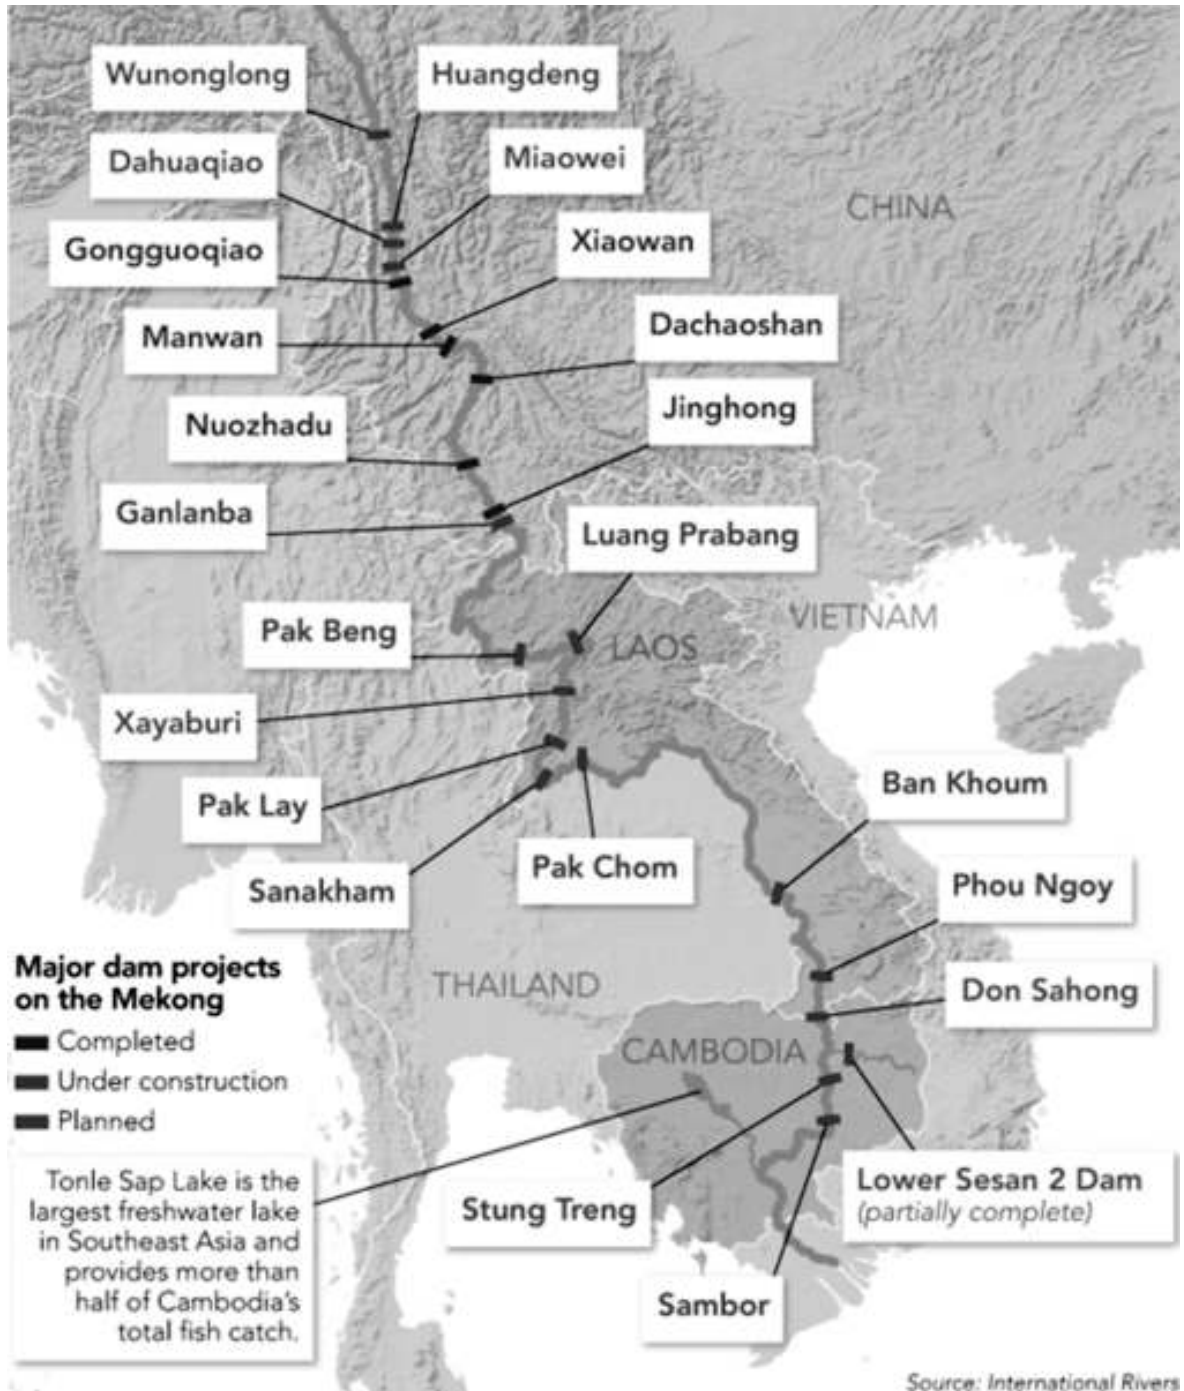 Wunonglong
Huangdeng
Dahuaqiao
Miaowei
CHINA
Gongguoqiao
Xiaowan
Manwan
Dachaoshan
Nuozhadu
Jinghong
Ganlanba
Luang Prabang
Pak Beng
LAOS
VIETNAM
Xayaburi
Pak Lay
Ban Khoum
Sanakham
Pak Chom
Phou Ngoy
THAILAND
Don Sahong
CAMBODIA
Major dam projects
on the Mekong
Completed
Under construction
Planned
Tonle Sap Lake is the
largest freshwater lake
in Southeast Asia and
provides more than
half of Cambodia's
total fish catch.
Stung Treng
Lower Sesan 2 Dam
(partially complete)
Sambor
Source: International Rivers